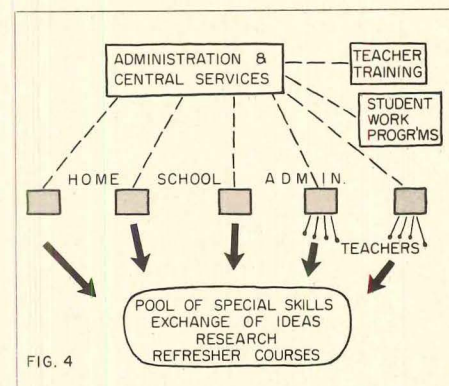 ADMINISTRATION &
CENTRAL SERVICES
TEACHER
TRAINING
STUDENT
WORK
PROGR'MS
HOME SCHOOL ADMIN.
TEACHERS
POOL OF SPECIAL SKILLS
EXCHANGE OF IDEAS
RESEARCH
REFRESHER COURSES
FIG. 4